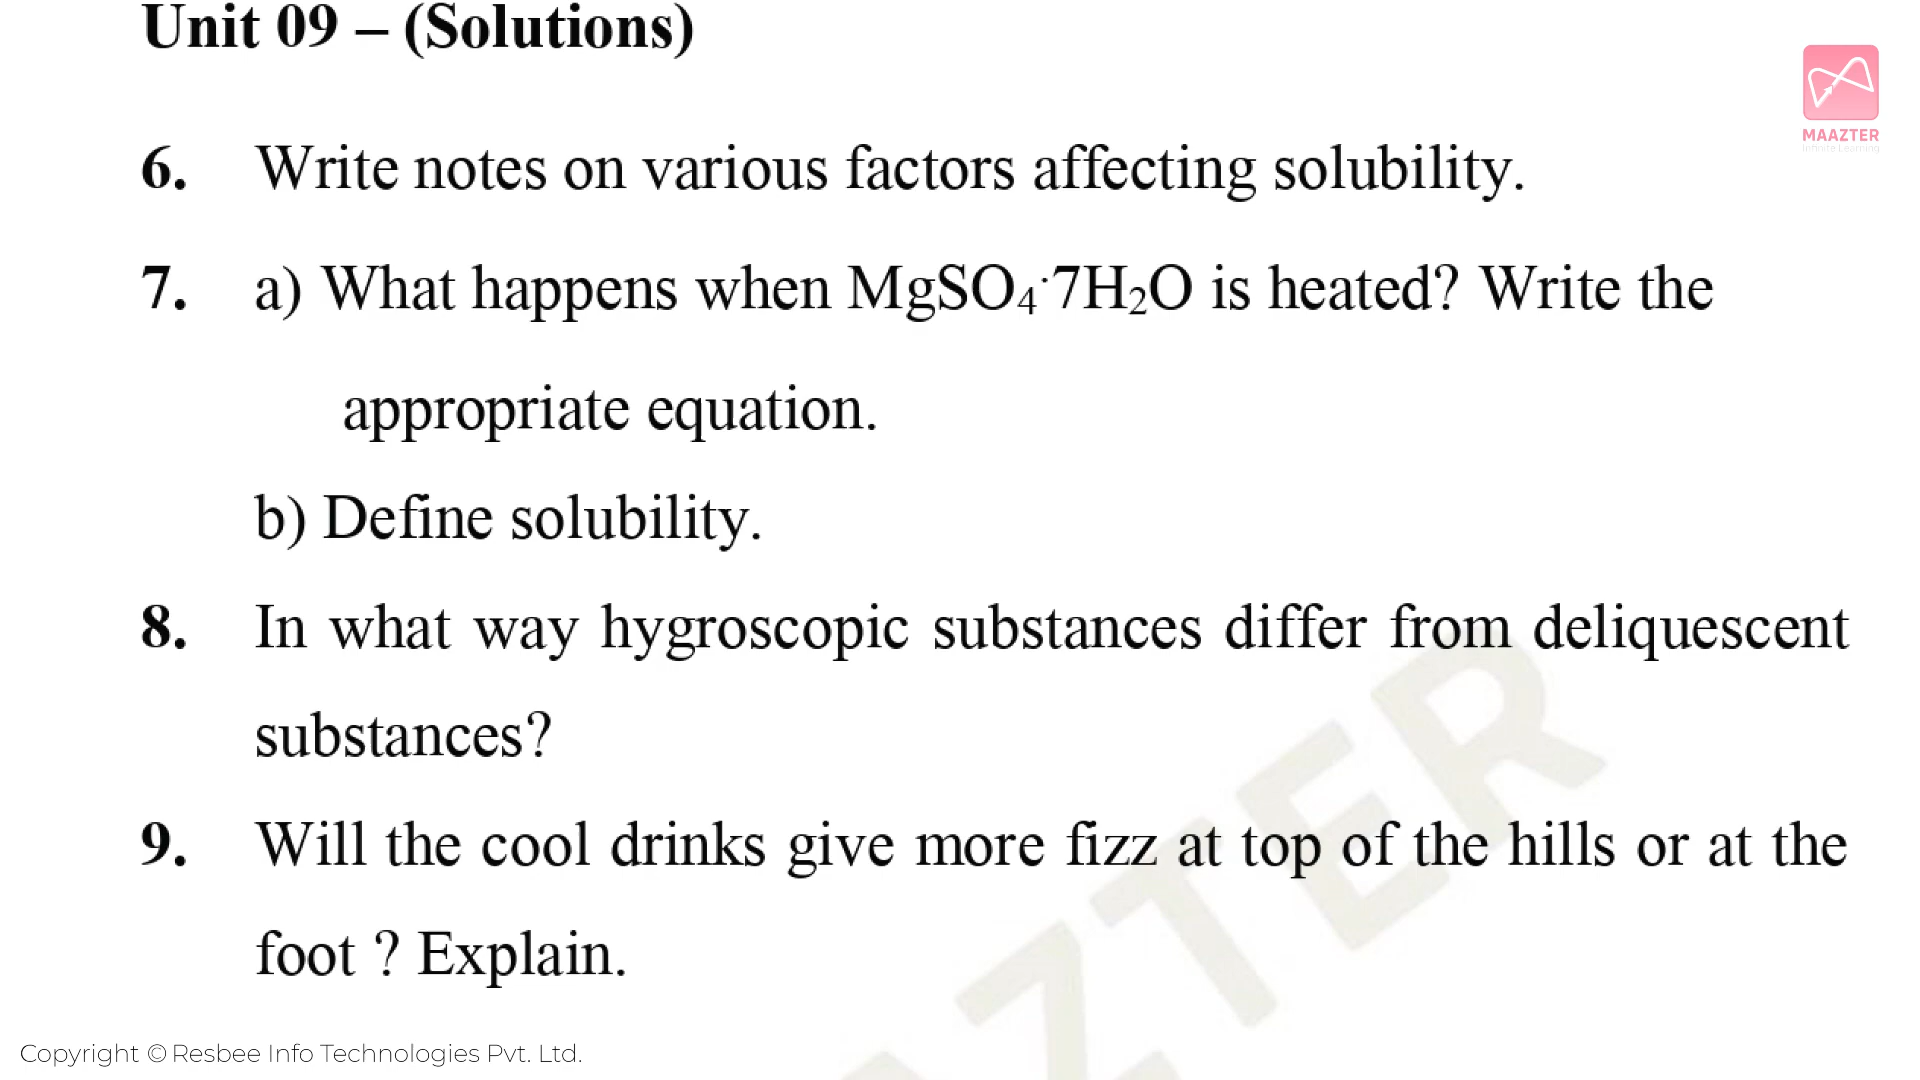 Unit 09 – (Solutions)
MAAZTER
Infinite Learning
6. Write notes on various factors affecting solubility.
7. a) What happens when MgSO₄·7H₂O is heated? Write the
appropriate equation.
b) Define solubility.
8. In what way hygroscopic substances differ from deliquescent
substances?
9. Will the cool drinks give more fizz at top of the hills or at the
foot ? Explain.
AZTER
Copyright © Resbee Info Technologies Pvt. Ltd.